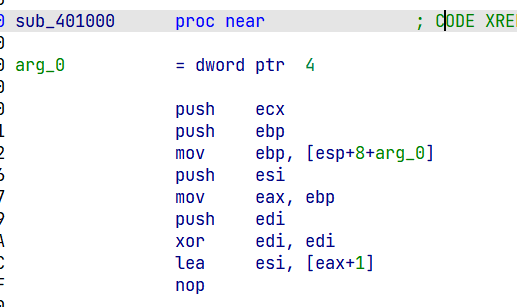 0 sub_401000 proc near ; CODE XRE
0
0 arg_0 = dword ptr 4
0
0 push ecx
1 push ebp
2 mov ebp, [esp+8+arg_0]
6 push esi
7 mov eax, ebp
9 push edi
A xor edi, edi
C lea esi, [eax+1]
F nop